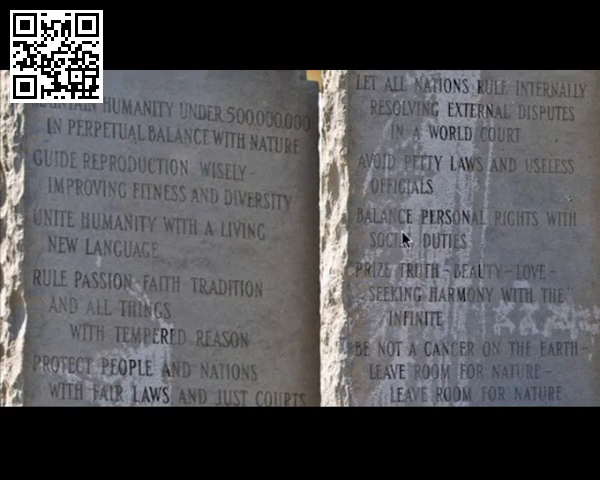 MAINTAIN HUMANITY UNDER 500,000,000
IN PERPETUAL BALANCE WITH NATURE
GUIDE REPRODUCTION WISELY -
IMPROVING FITNESS AND DIVERSITY
UNITE HUMANITY WITH A LIVING
NEW LANGUAGE
RULE PASSION - FAITH - TRADITION
AND ALL THINGS
WITH TEMPERED REASON
PROTECT PEOPLE AND NATIONS
WITH FAIR LAWS AND JUST COURTS
LET ALL NATIONS RULE INTERNALLY
RESOLVING EXTERNAL DISPUTES
IN A WORLD COURT
AVOID PETTY LAWS AND USELESS
OFFICIALS
BALANCE PERSONAL RIGHTS WITH
SOCIAL DUTIES
PRIZE TRUTH - BEAUTY - LOVE -
SEEKING HARMONY WITH THE
INFINITE
BE NOT A CANCER ON THE EARTH -
LEAVE ROOM FOR NATURE -
LEAVE ROOM FOR NATURE